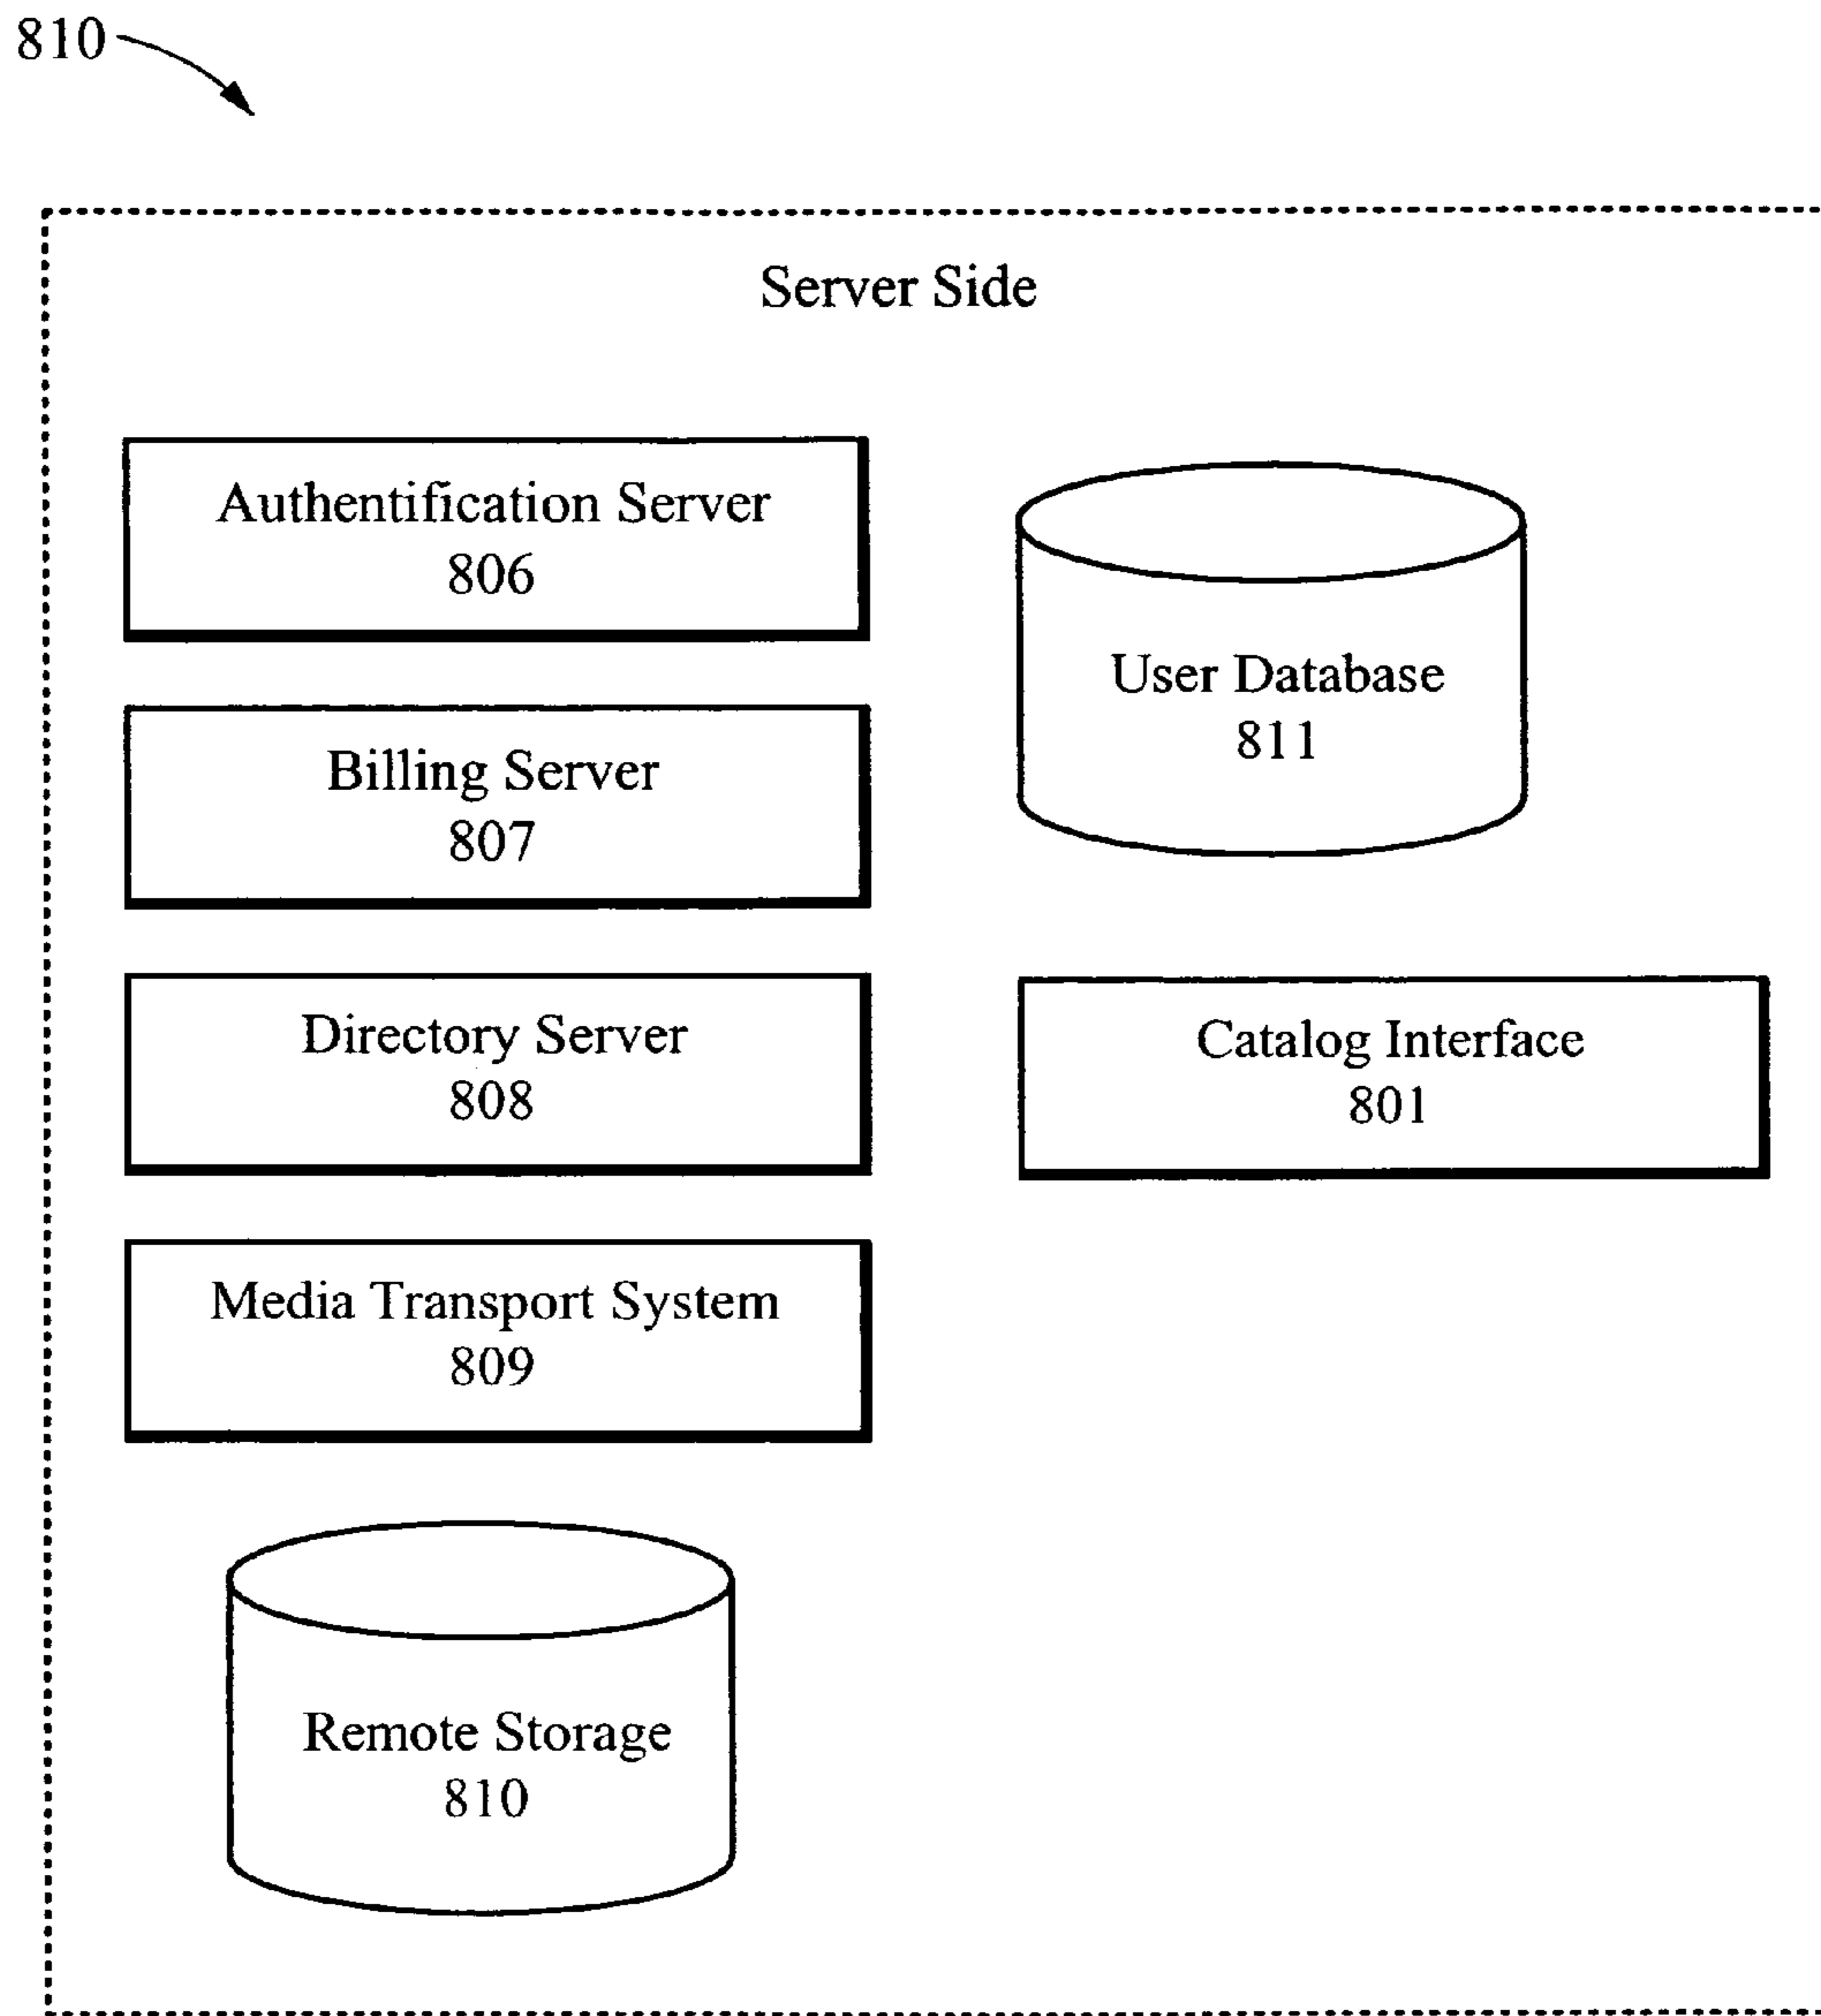 810
Server Side
Authentification Server
806
User Database
811
Billing Server
807
Directory Server
808
Catalog Interface
801
Media Transport System
809
Remote Storage
810